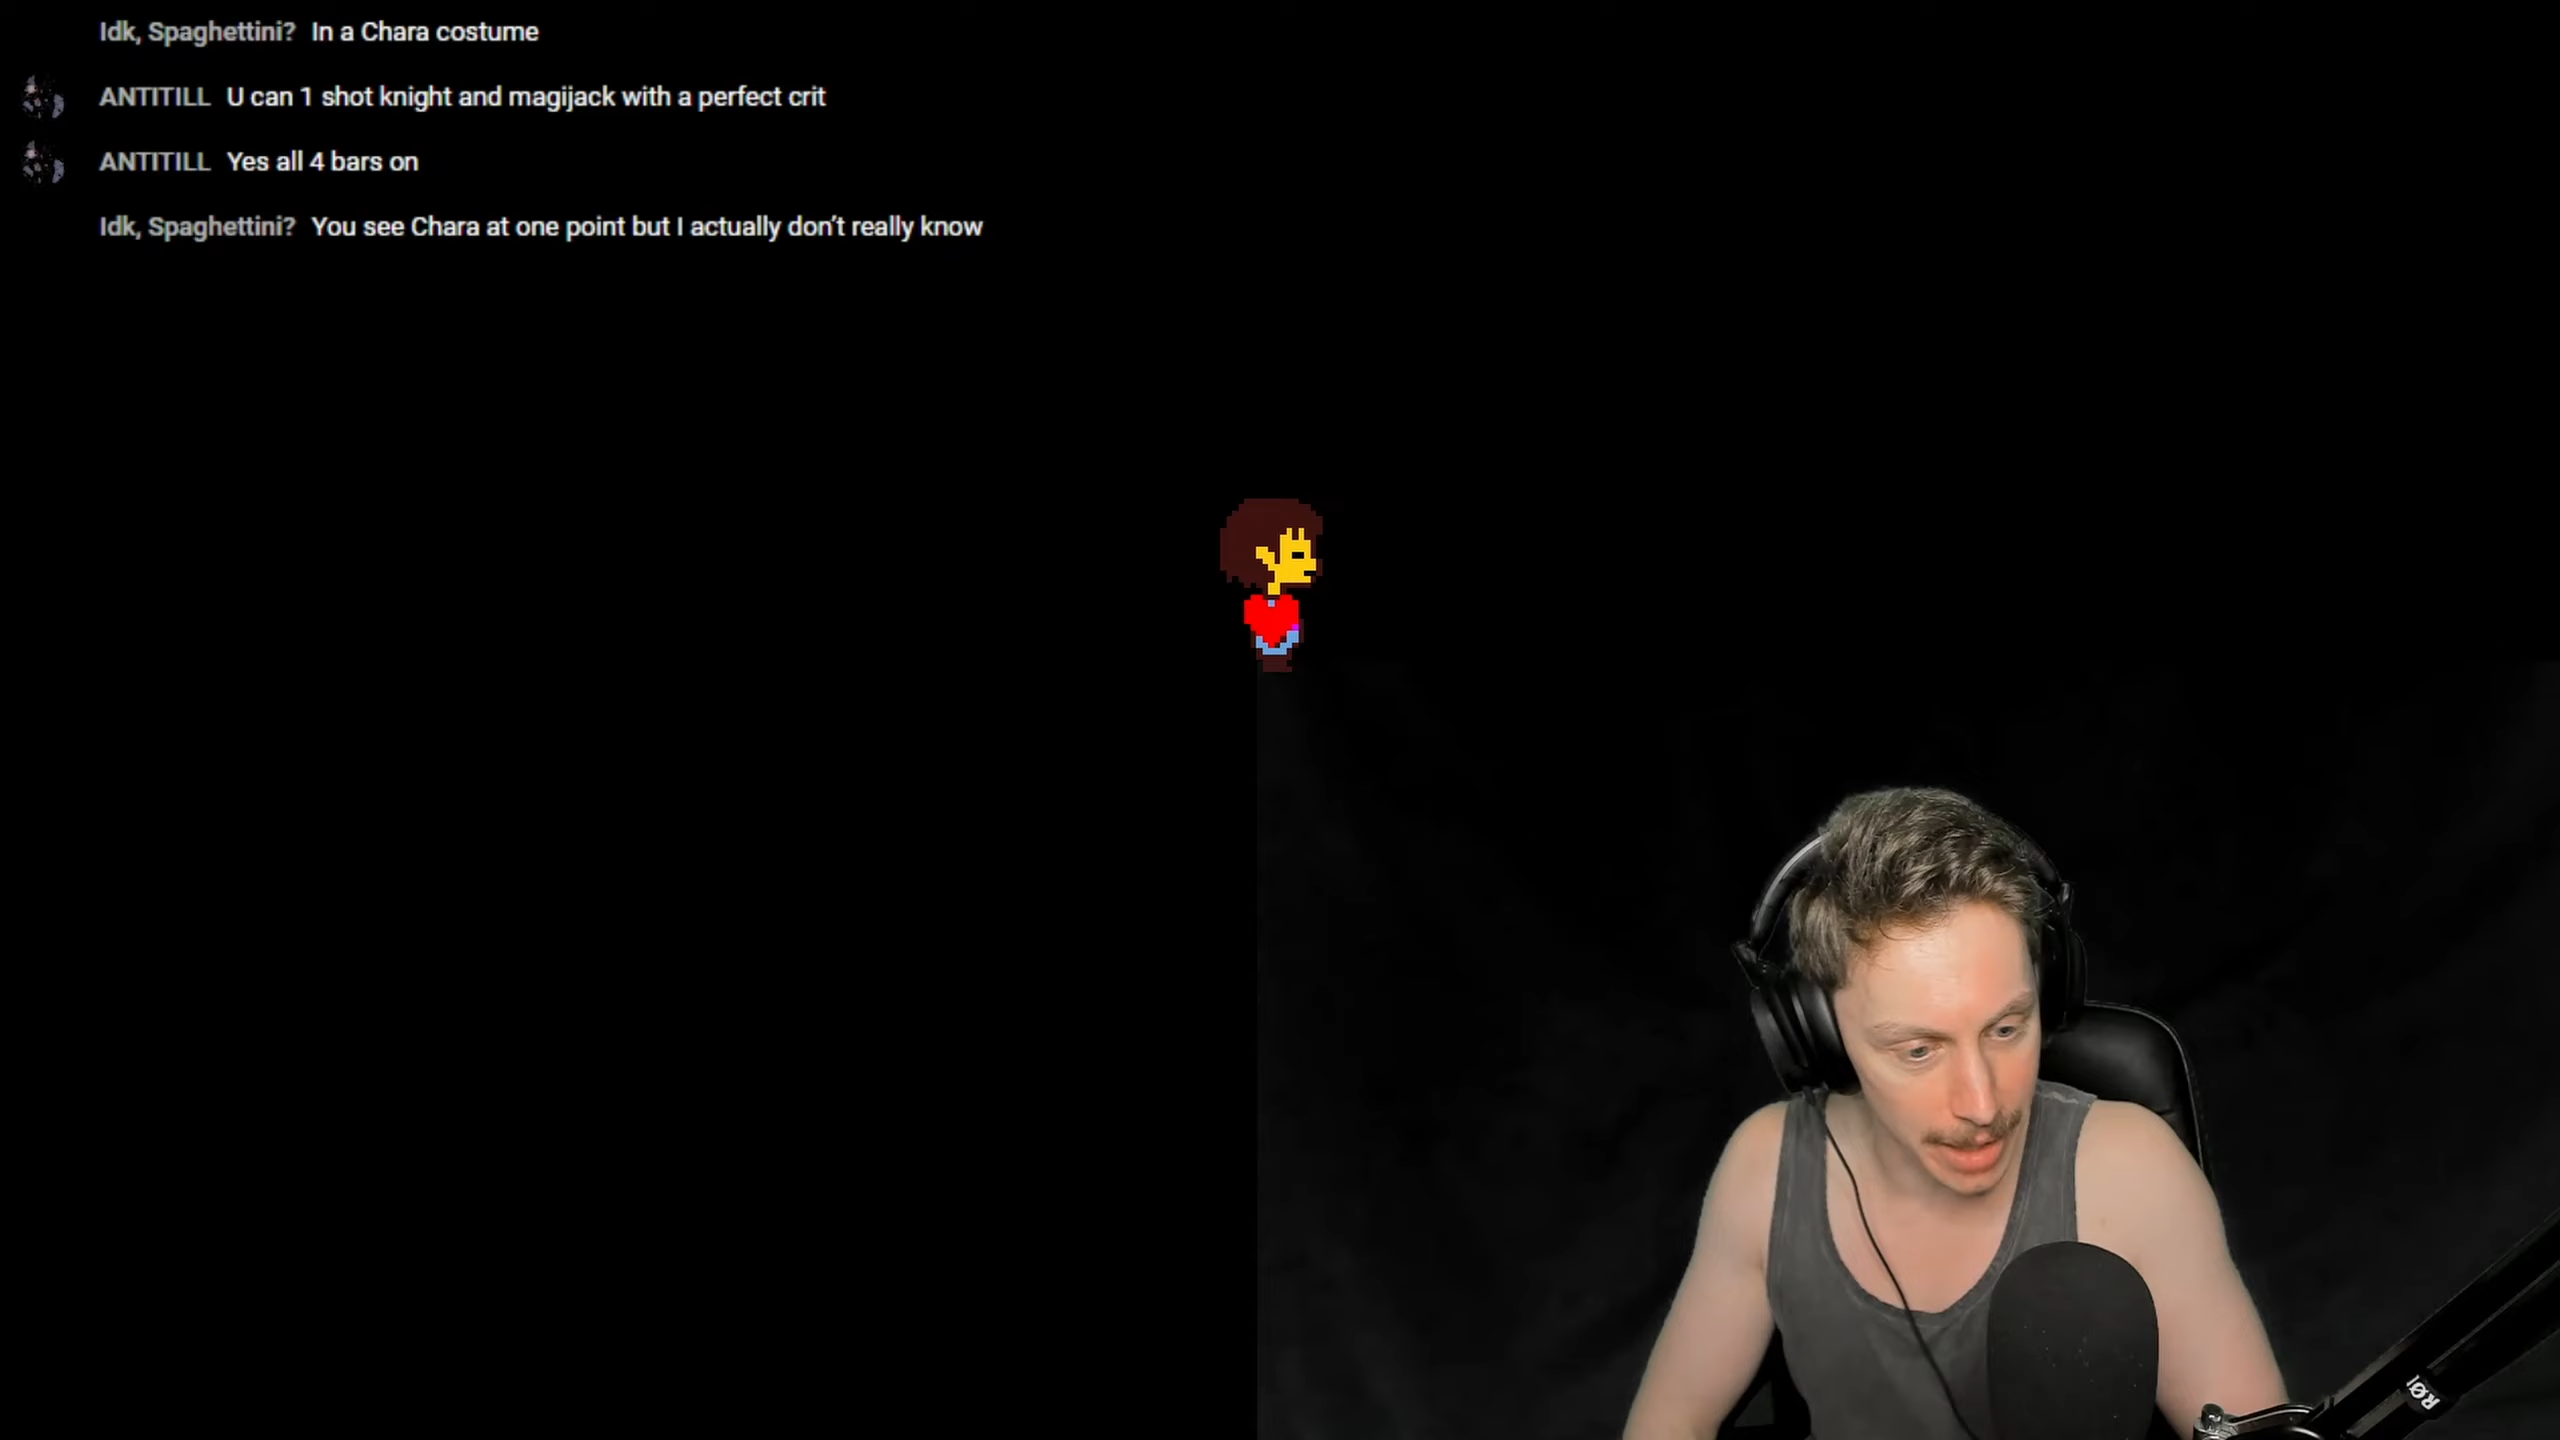 Idk, Spaghettini? In a Chara costume
ANTITILL U can 1 shot knight and magijack with a perfect crit
ANTITILL Yes all 4 bars on
Idk, Spaghettini? You see Chara at one point but I actually don't really know